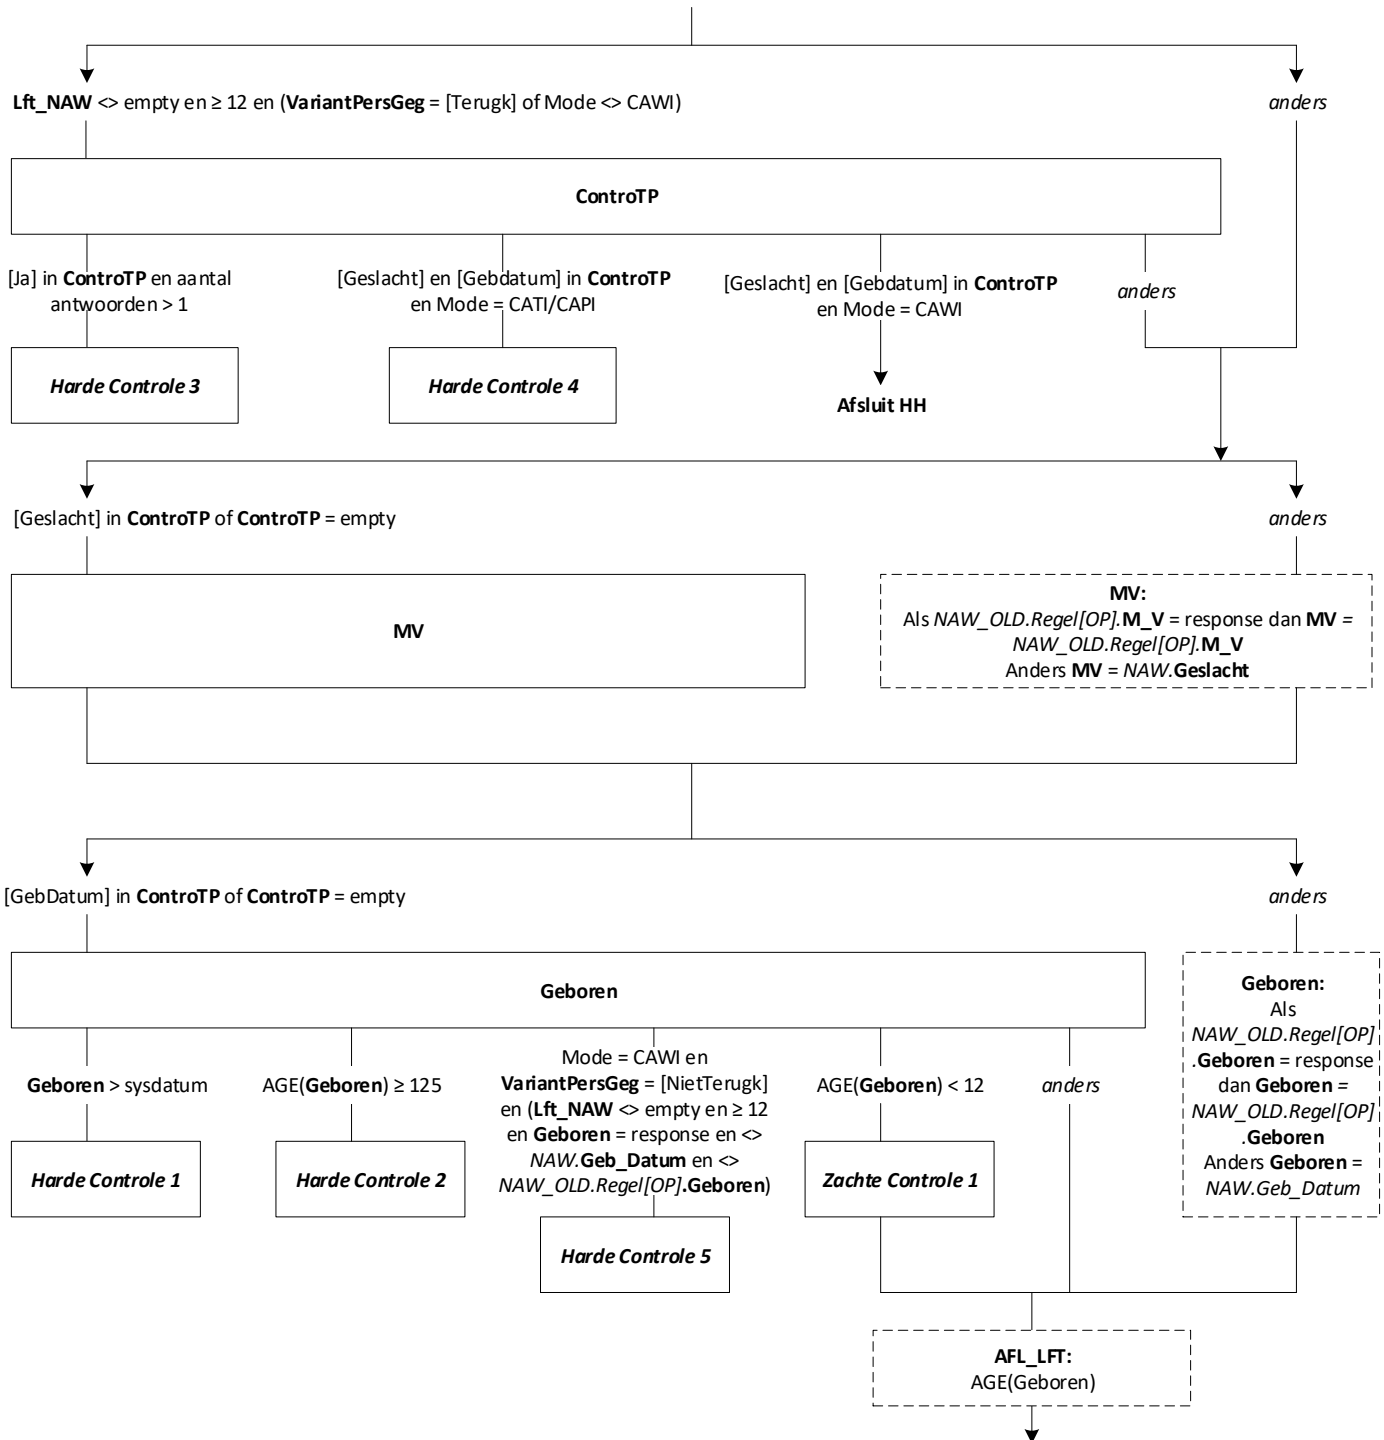 Lft_NAW <> empty en ≥ 12 en (VariantPersGeg = [Terugk] of Mode <> CAWI)
anders
ControTP
[Ja] in ControTP en aantal
antwoorden > 1
[Geslacht] en [Gebdatum] in ControTP
en Mode = CATI/CAPI
[Geslacht] en [Gebdatum] in ControTP
en Mode = CAWI
anders
Harde Controle 3
Harde Controle 4
Afsluit HH
[Geslacht] in ControTP of ControTP = empty
anders
MV
MV:
Als NAW_OLD.Regel[OP].M_V = response dan MV =
NAW_OLD.Regel[OP].M_V
Anders MV = NAW.Geslacht
[GebDatum] in ControTP of ControTP = empty
anders
Geboren
Geboren > sysdatum
AGE(Geboren) ≥ 125
Mode = CAWI en
VariantPersGeg = [NietTerugk]
en (Lft_NAW <> empty en ≥ 12
en Geboren = response en <>
NAW.Geb_Datum en <>
NAW_OLD.Regel[OP].Geboren)
AGE(Geboren) < 12
anders
Geboren:
Als
NAW_OLD.Regel[OP]
.Geboren = response
dan Geboren =
NAW_OLD.Regel[OP]
.Geboren
Anders Geboren =
NAW.Geb_Datum
Harde Controle 1
Harde Controle 2
Harde Controle 5
Zachte Controle 1
AFL_LFT:
AGE(Geboren)